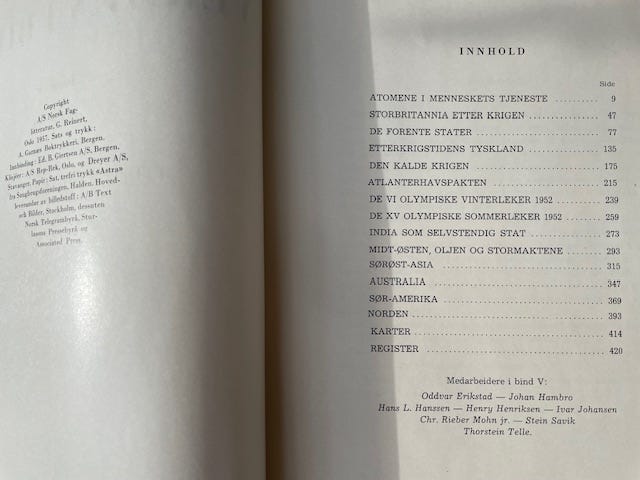 Copyright
A/S Norsk Fag-
litteratur, G. Reinert,
Oslo 1957. Sats og trykk:
A. Garnæs Boktrykkeri, Bergen.
Innbinding: Ed. B. Giertsen A/S, Bergen.
Klisjeer: A/S Rep-Rek, Oslo, og Dreyer A/S,
Stavanger. Papir: Sat. trefri trykk «Astra»
fra Saugbrugsforeningen, Halden. Hoved-
leverandør av billedstoff: A/B Text
och Bilder, Stockholm, dessuten
Norsk Telegrambyrå, Stur-
lasons Pressebyrå og
Associated Press.
INNHOLD
Side
ATOMENE I MENNESKETS TJENESTE .......... 9
STORBRITANNIA ETTER KRIGEN ............ 47
DE FORENTE STATER ...................... 77
ETTERKRIGSTIDENS TYSKLAND .............. 135
DEN KALDE KRIGEN ....................... 175
ATLANTERHAVSPAKTEN ..................... 215
DE VI OLYMPISKE VINTERLEKER 1952 ........ 239
DE XV OLYMPISKE SOMMERLEKER 1952 ........ 259
INDIA SOM SELVSTENDIG STAT .............. 273
MIDT-ØSTEN, OLJEN OG STORMAKTENE ........ 293
SØRØST-ASIA ............................ 315
AUSTRALIA .............................. 347
SØR-AMERIKA ............................ 369
NORDEN ................................. 393
KARTER ................................. 414
REGISTER ............................... 420
Medarbeidere i bind V:
Oddvar Erikstad — Johan Hambro
Hans L. Hanssen — Henry Henriksen — Ivar Johansen
Chr. Rieber Mohn jr. — Stein Savik
Thorstein Telle.